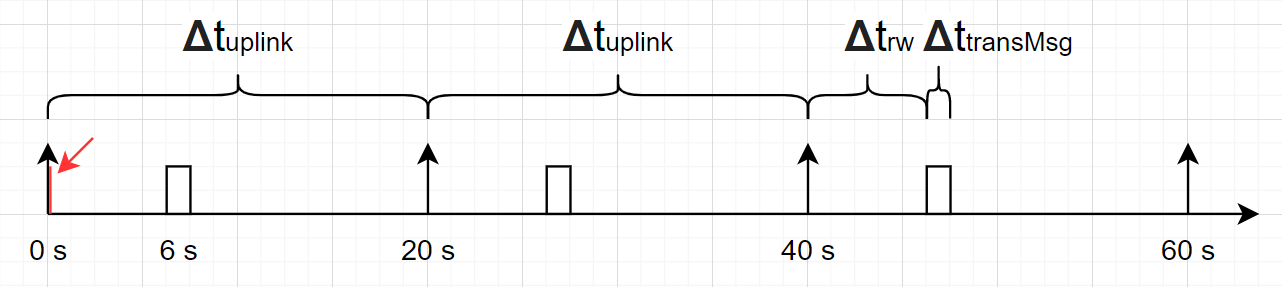 Δtuplink Δtuplink Δtrw ΔttransMsg
0 s 6 s 20 s 40 s 60 s